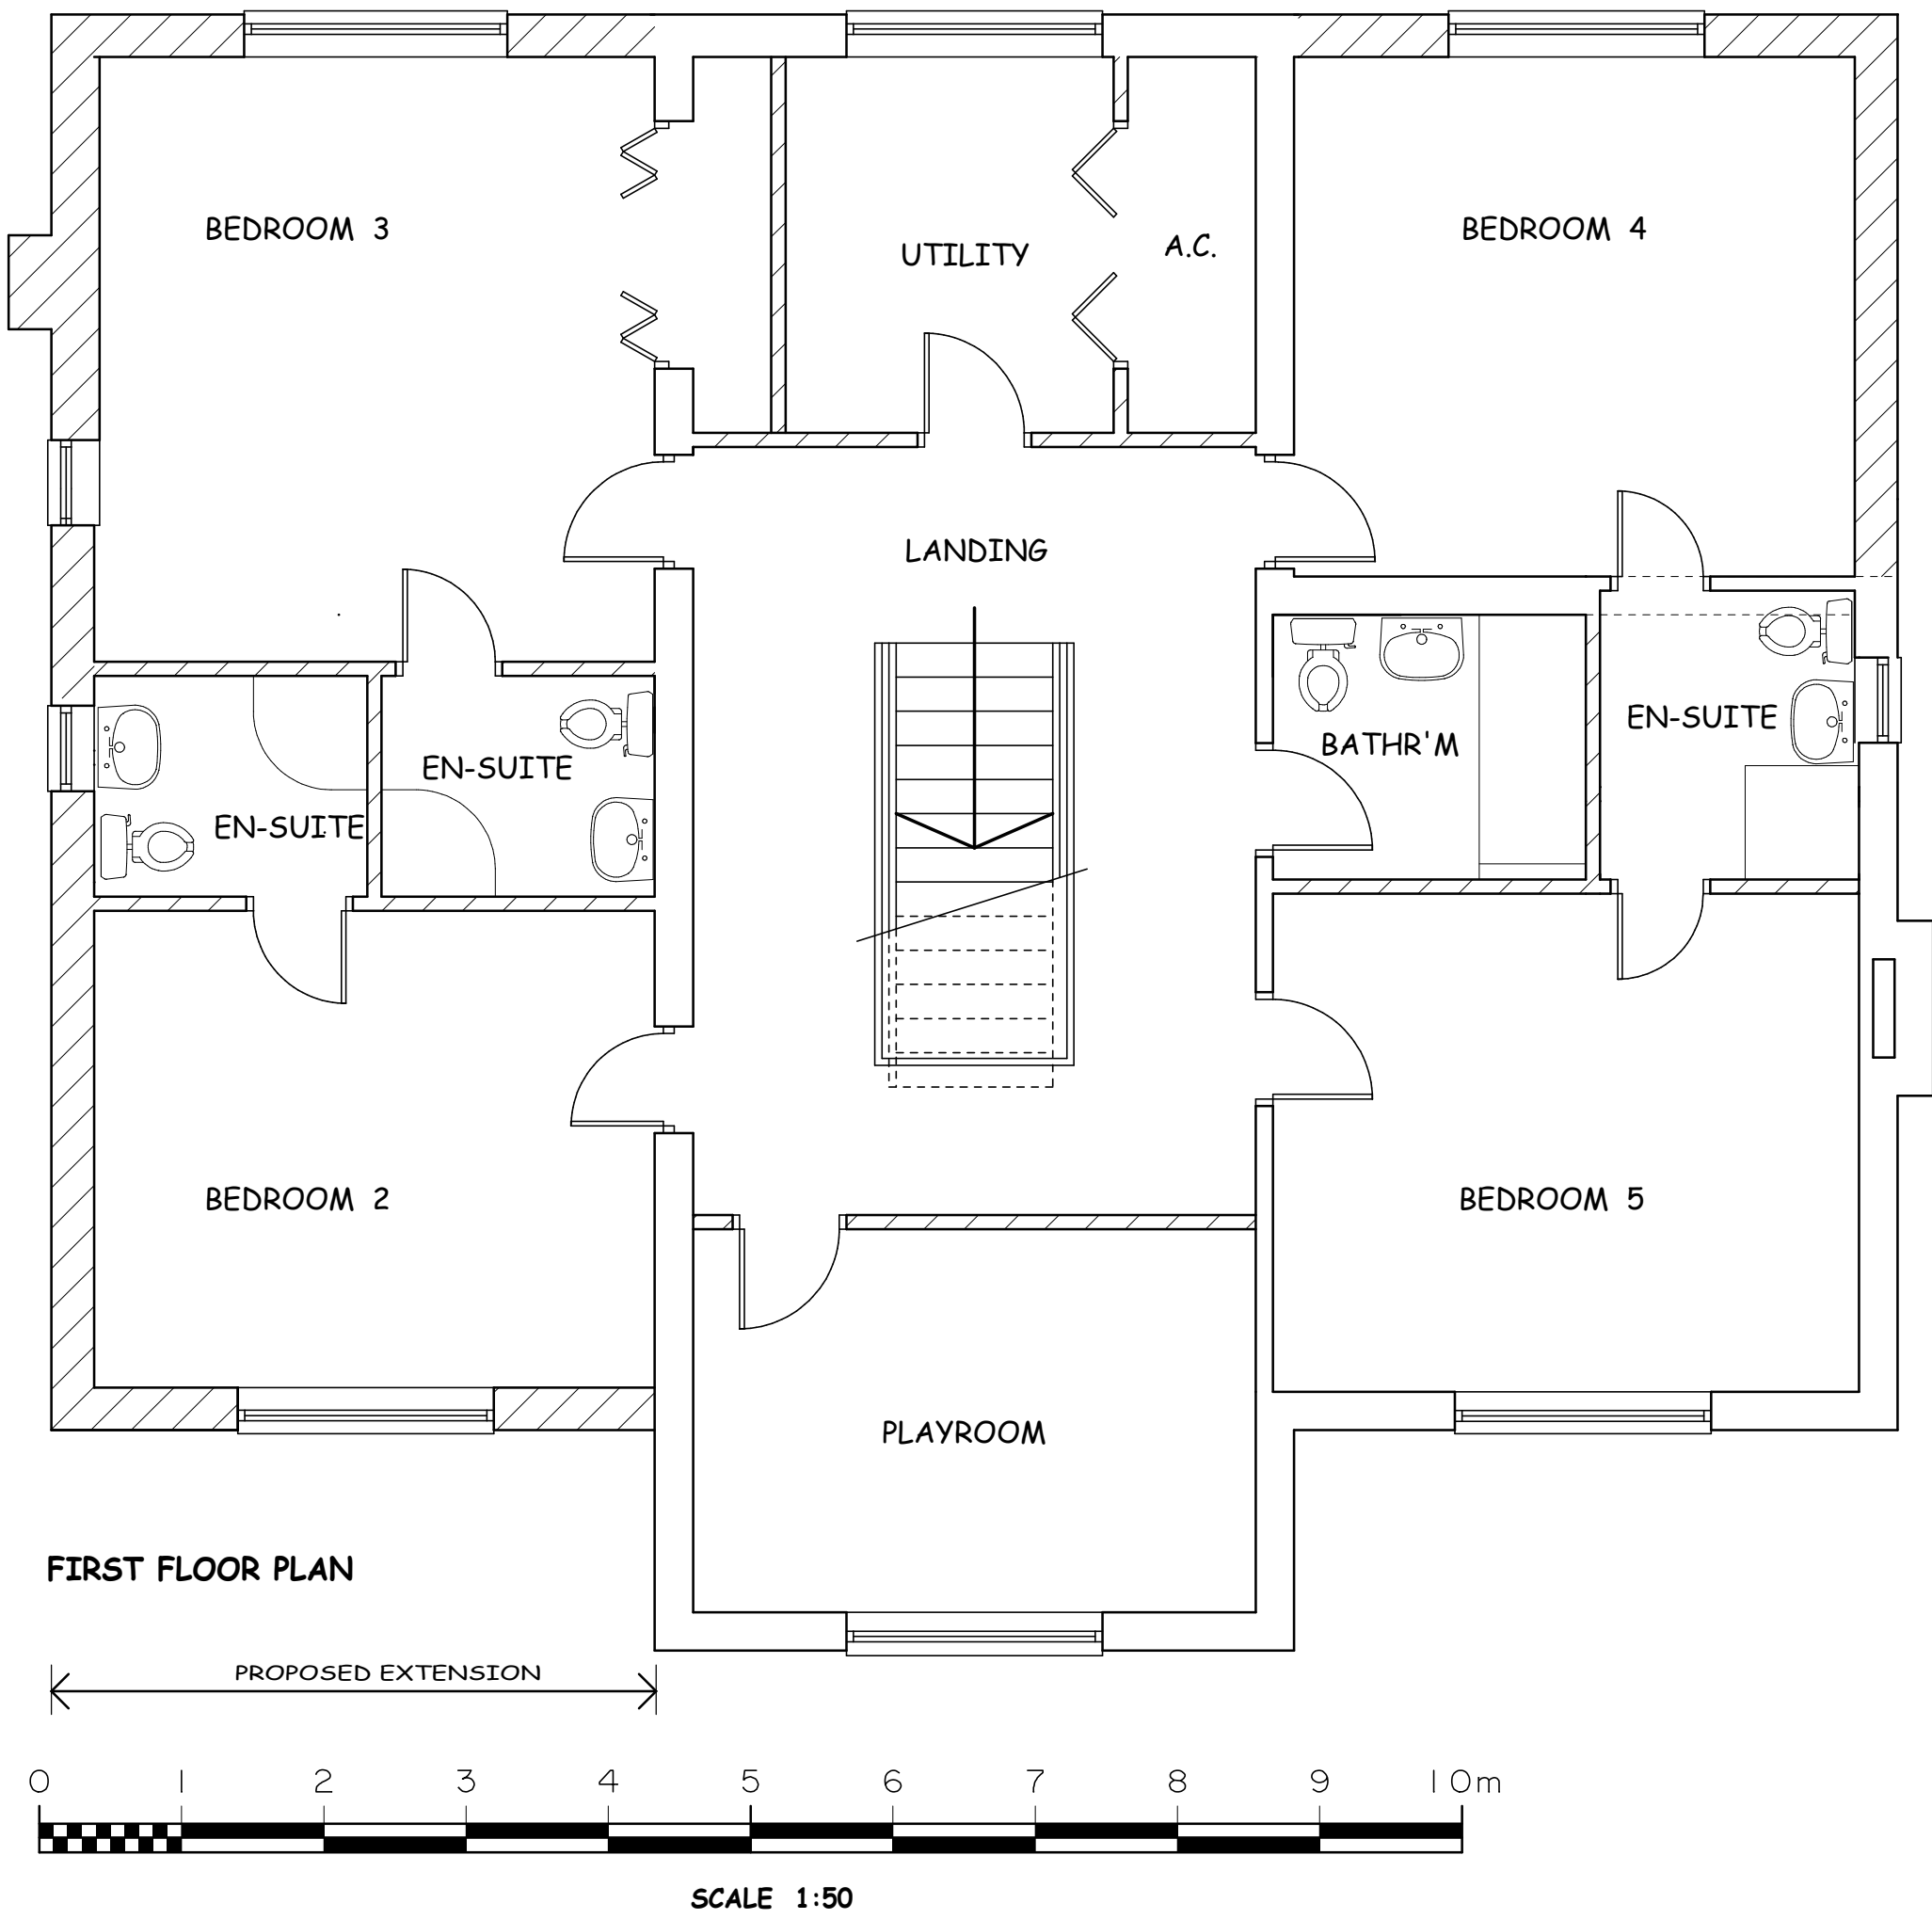 BEDROOM 3
BEDROOM 4
UTILITY
A.C.
LANDING
EN-SUITE
BATHR'M
EN-SUITE
EN-SUITE
BEDROOM 2
BEDROOM 5
PLAYROOM
FIRST FLOOR PLAN
PROPOSED EXTENSION
0 1 2 3 4 5 6 7 8 9 10m
SCALE 1:50